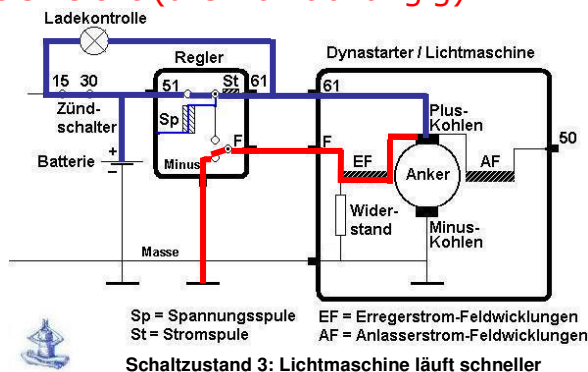 Ladekontrolle
Regler
Dynastarter / Lichtmaschine
15 30
51
St
61
61
Plus-
Kohlen
50
Zünd-
schalter
Sp
F
F
EF
AF
Batterie
+
−
Minus
Anker
Wider-
stand
Minus-
Kohlen
Masse
Sp = Spannungsspule
St = Stromspule
EF = Erregerstrom-Feldwicklungen
AF = Anlasserstrom-Feldwicklungen
Schaltzustand 3: Lichtmaschine läuft schneller